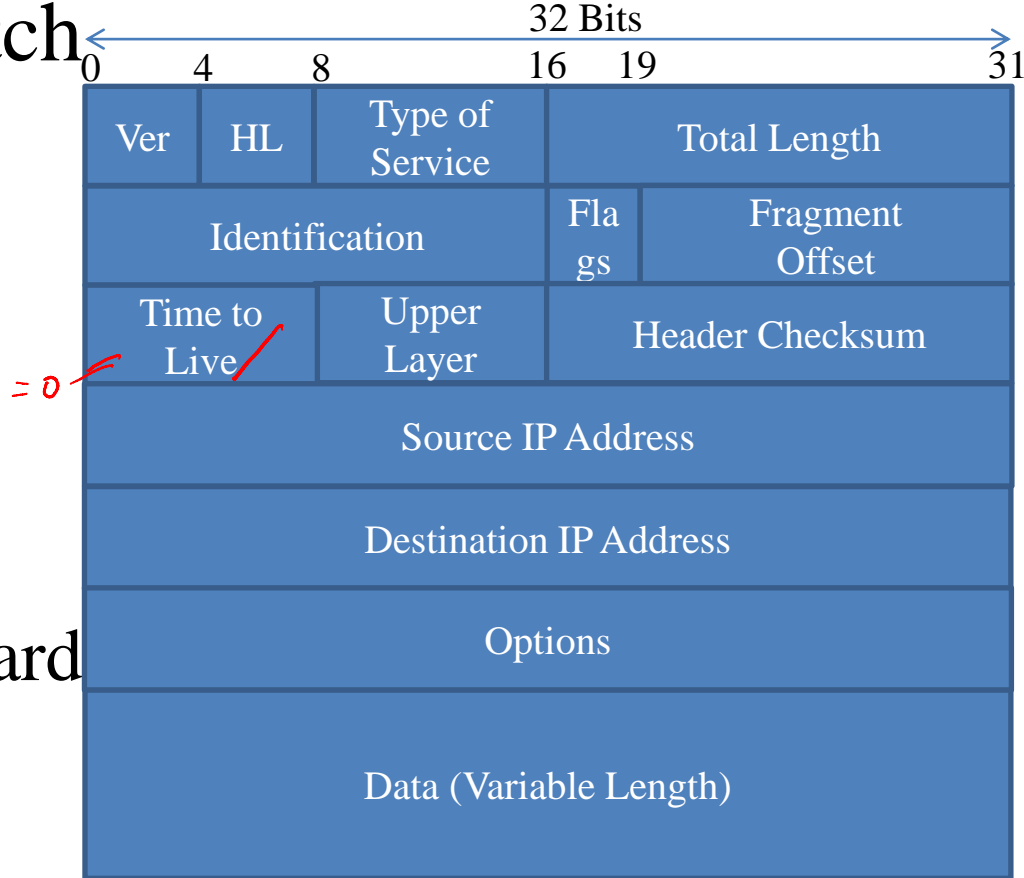 32 Bits
0 4 8 16 19 31
Ver HL Type of Service Total Length
Identification Fla gs Fragment Offset
Time to Live Upper Layer Header Checksum
= 0
Source IP Address
Destination IP Address
Options
ard
Data (Variable Length)